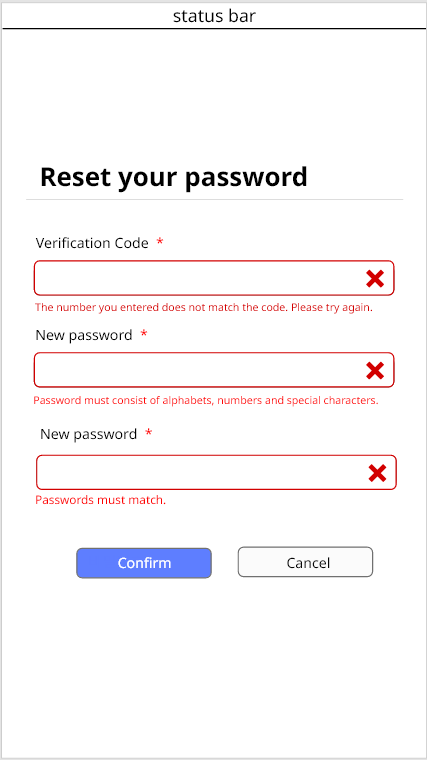 status bar
Reset your password
Verification Code *
The number you entered does not match the code. Please try again.
New password *
Password must consist of alphabets, numbers and special characters.
New password *
Passwords must match.
Confirm Cancel